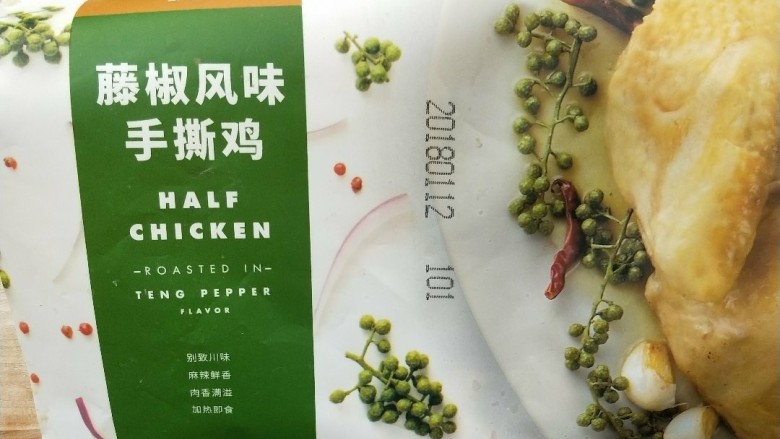 藤椒风味
手撕鸡
HALF
CHICKEN
-ROASTED IN-
TENG PEPPER
FLAVOR
别致川味
麻辣鲜香
肉香满溢
加热即食
20180112 101